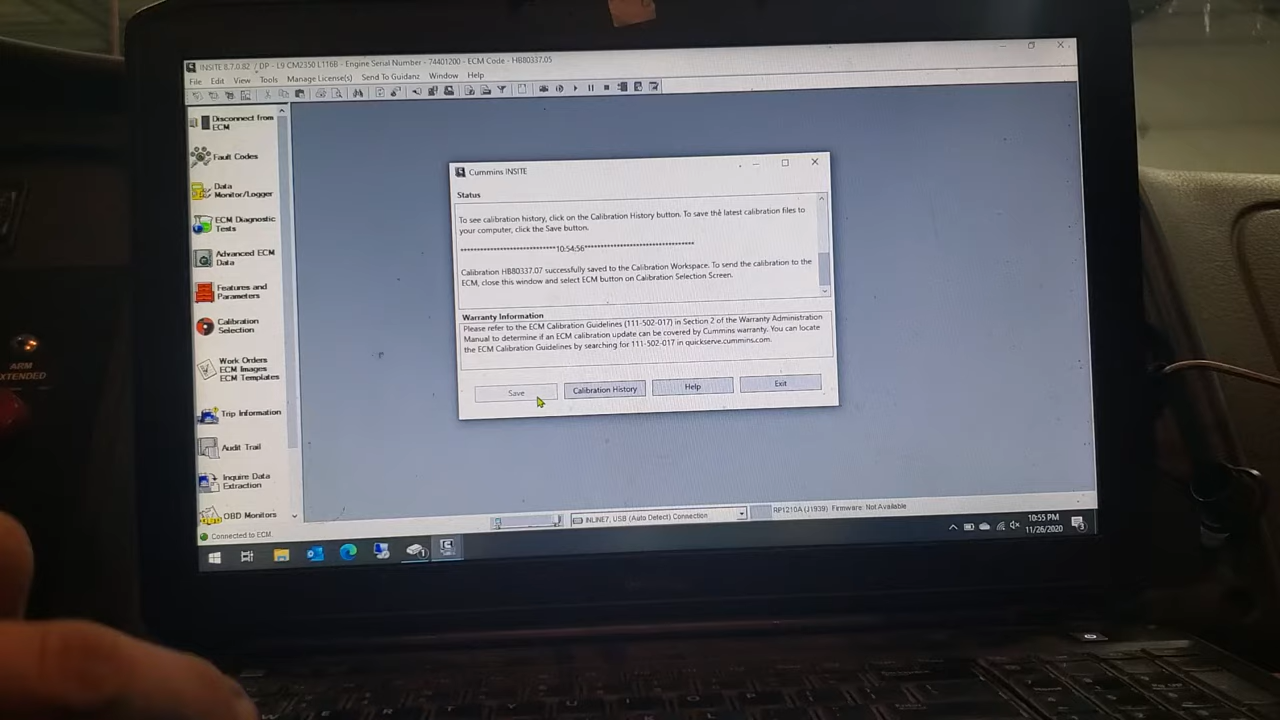 INSITE 8.7.0.82 / DP - L9 CM2350 L116B - Engine Serial Number - 74401200 - ECM Code - HB80337.05
File Edit View Tools Manage License(s) Send To Guidanz Window Help
Disconnect from
ECM
Fault Codes
Data
Monitor/Logger
ECM Diagnostic
Tests
Advanced ECM
Data
Features and
Parameters
Calibration
Selection
Work Orders
ECM Images
ECM Templates
Trip Information
Audit Trail
Inquire Data
Extraction
OBD Monitors
Connected to ECM.
Cummins INSITE
Status
To see calibration history, click on the Calibration History button. To save the latest calibration files to
your computer, click the Save button.
10:54:56
Calibration HB80337.07 successfully saved to the Calibration Workspace. To send the calibration to the
ECM, close this window and select ECM button on Calibration Selection Screen.
Warranty Information
Please refer to the ECM Calibration Guidelines (111-502-017) in Section 2 of the Warranty Administration
Manual to determine if an ECM calibration update can be covered by Cummins warranty. You can locate
the ECM Calibration Guidelines by searching for 111-502-017 in quickserve.cummins.com.
Save Calibration History Help Exit
INLINE7, USB (Auto Detect) Connection
RP1210A (J1939) Firmware: Not Available
10:55 PM
11/26/2020
ARM
EXTENDED